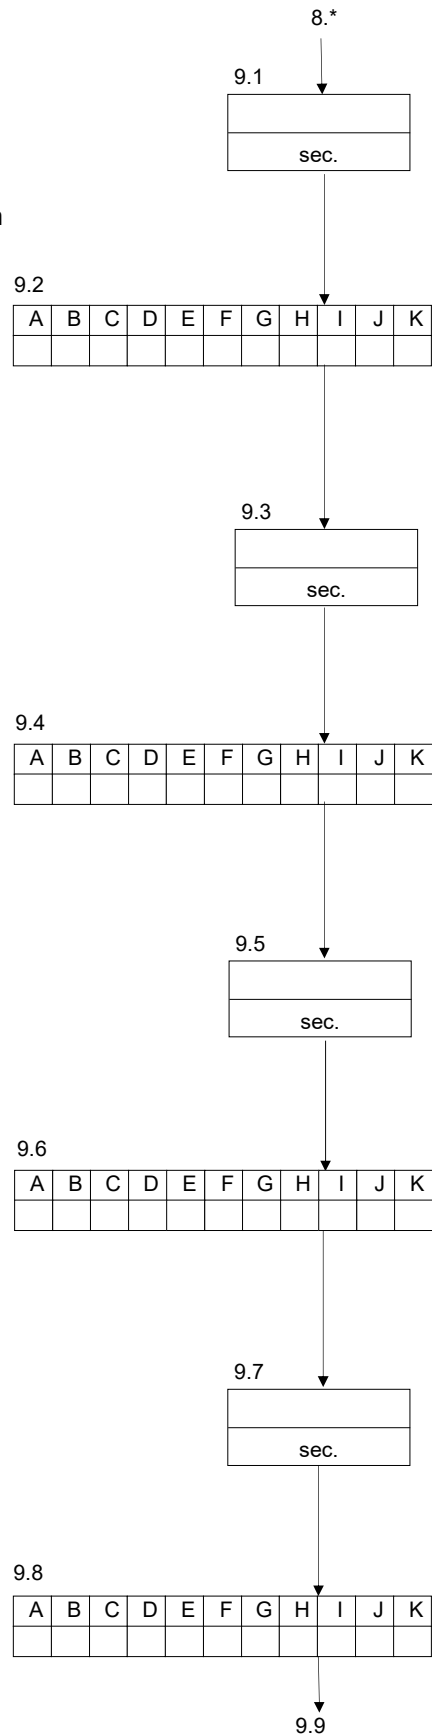 8.*
9.1
sec.
9.2
A B C D E F G H I J K
9.3
sec.
9.4
A B C D E F G H I J K
9.5
sec.
9.6
A B C D E F G H I J K
9.7
sec.
9.8
A B C D E F G H I J K
9.9